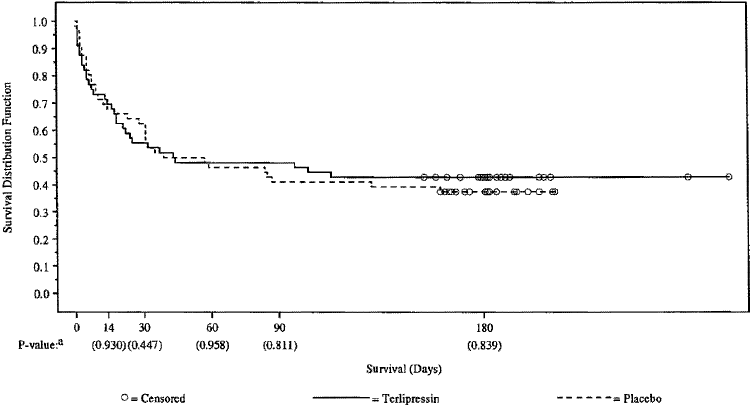 1.0
0.9
0.8
0.7
0.6
0.5
0.4
0.3
0.2
0.1
0.0
Survival Distribution Function
0 14 30 60 90 180
P-value:a (0.930) (0.447) (0.958) (0.811) (0.839)
Survival (Days)
= Censored = Terlipressin = Placebo